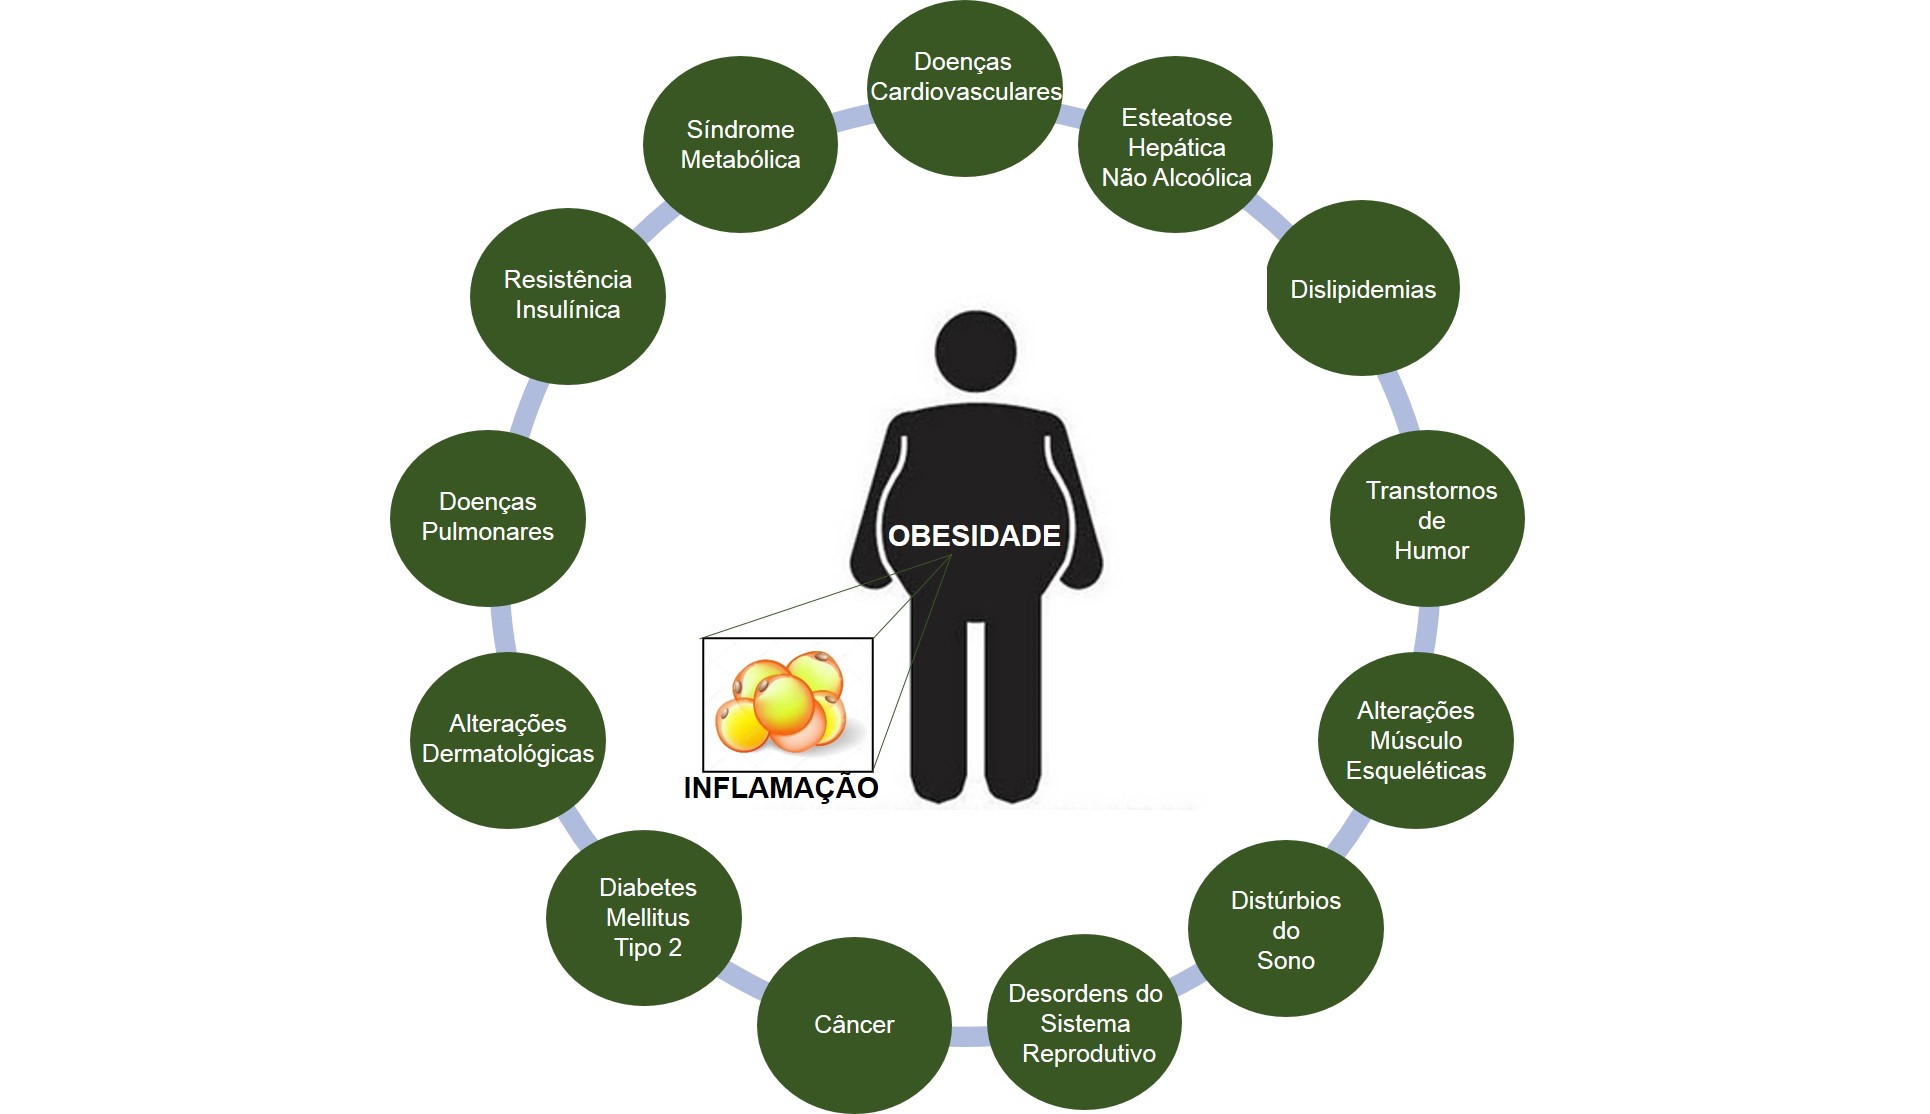 Doenças
Cardiovasculares
Esteatose
Hepática
Não Alcoólica
Dislipidemias
Transtornos
de
Humor
Alterações
Músculo
Esqueléticas
Distúrbios
do
Sono
Desordens do
Sistema
Reprodutivo
Câncer
Diabetes
Mellitus
Tipo 2
Alterações
Dermatológicas
Doenças
Pulmonares
Resistência
Insulínica
Síndrome
Metabólica
OBESIDADE
INFLAMAÇÃO